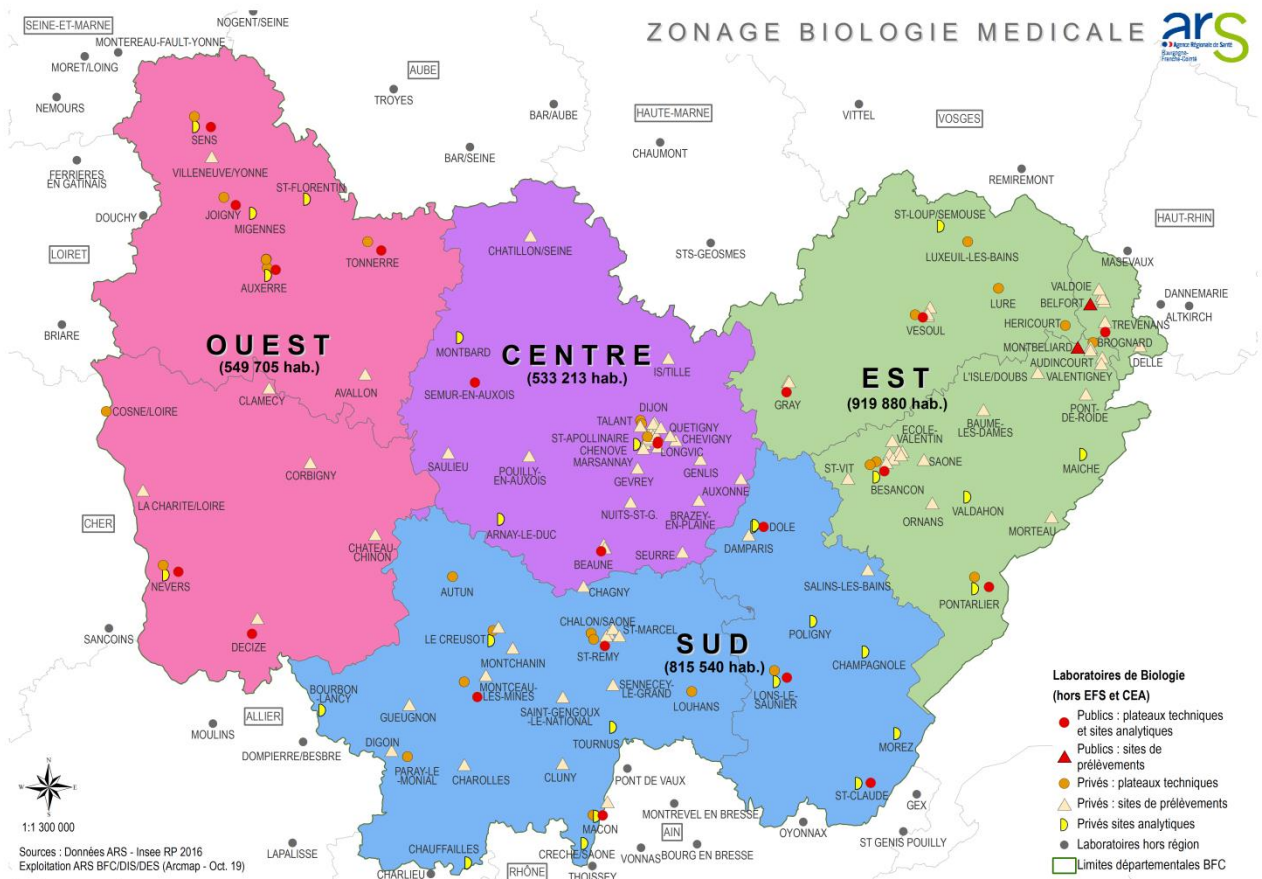 ZONAGE BIOLOGIE MEDICALE
ars
Agence Régionale de Santé
Bourgogne-
Franche-Comté
SEINE-ET-MARNE
NOGENT/SEINE
MONTEREAU-FAULT-YONNE
MORET/LOING
NEMOURS
AUBE
TROYES
BAR/AUBE
HAUTE-MARNE
VITTEL
VOSGES
CHAUMONT
BAR/SEINE
FERRIERES
EN GATINAIS
REMIREMONT
HAUT-RHIN
SENS
VILLENEUVE/YONNE
ST-FLORENTIN
DOUCHY
JOIGNY
MIGENNES
LOIRET
TONNERRE
AUXERRE
BRIARE
OUEST
(549 705 hab.)
CLAMECY
AVALLON
COSNE/LOIRE
CORBIGNY
LA CHARITE/LOIRE
CHER
CHATEAU-
CHINON
NEVERS
DECIZE
SANCOINS
CHATILLON/SEINE
STS-GEOSMES
MONTBARD
CENTRE
(533 213 hab.)
IS/TILLE
SEMUR-EN-AUXOIS
DIJON
TALANT
QUETIGNY
ST-APOLLINAIRE
CHEVIGNY
CHENOVE
LONGVIC
MARSANNAY
SAULIEU
POUILLY-
EN-AUXOIS
GEVREY
GENLIS
AUXONNE
NUITS-ST-G.
BRAZEY-
EN-PLAINE
ARNAY-LE-DUC
BEAUNE
SEURRE
ST-LOUP/SEMOUSE
LUXEUIL-LES-BAINS
MASEVAUX
VALDOIE
BELFORT
DANNEMARIE
ALTKIRCH
LURE
VESOUL
HERICOURT
TREVENANS
MONTBELIARD
BROGNARD
AUDINCOURT
DELLE
L'ISLE/DOUBS
VALENTIGNEY
EST
(919 880 hab.)
GRAY
PONT-
DE-ROIDE
BAUME-
LES-DAMES
ECOLE-
VALENTIN
SAONE
MAICHE
ST-VIT
BESANCON
VALDAHON
ORNANS
MORTEAU
PONTARLIER
DOLE
DAMPARIS
SALINS-LES-BAINS
AUTUN
CHAGNY
CHALON/SAONE
ST-MARCEL
LE CREUSOT
ST-REMY
MONTCHANIN
SUD
(815 540 hab.)
POLIGNY
CHAMPAGNOLE
BOURBON
-LANCY
MONTCEAU-
LES-MINES
SENNECEY-
LE-GRAND
LOUHANS
LONS-LE-
SAUNIER
GUEUGNON
SAINT-GENGOUX
-LE-NATIONAL
ALLIER
MOULINS
DOMPIERRE/BESBRE
DIGOIN
TOURNUS
MOREZ
PARAY-LE-
MONIAL
CHAROLLES
CLUNY
PONT DE VAUX
ST-CLAUDE
MONTREVEL EN BRESSE
GEX
MACON
AIN
OYONNAX
ST GENIS POUILLY
LAPALISSE
CHAUFFAILLES
CRECHE/SAONE
VONNAS
BOURG EN BRESSE
CHARLIEU
RHÔNE
THOISSEY
Laboratoires de Biologie
(hors EFS et CEA)
Publics : plateaux techniques
et sites analytiques
Publics : sites de
prélèvements
Privés : plateaux techniques
Privés : sites de prélèvements
Privés sites analytiques
Laboratoires hors région
Limites départementales BFC
N
W
E
S
1:1 300 000
Sources : Données ARS - Insee RP 2016
Exploitation ARS BFC/DIS/DES (Arcmap - Oct. 19)